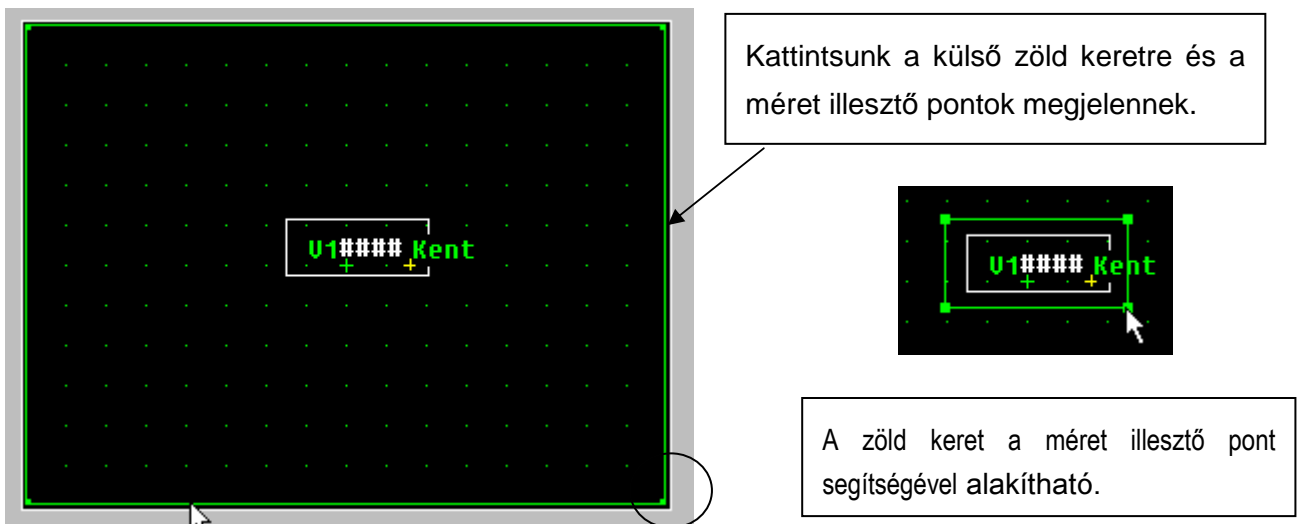 Kattintsunk a külső zöld keretre és a
méret illesztő pontok megjelennek.
V1#### Kent
V1#### Kent
A zöld keret a méret illesztő pont
segítségével alakítható.